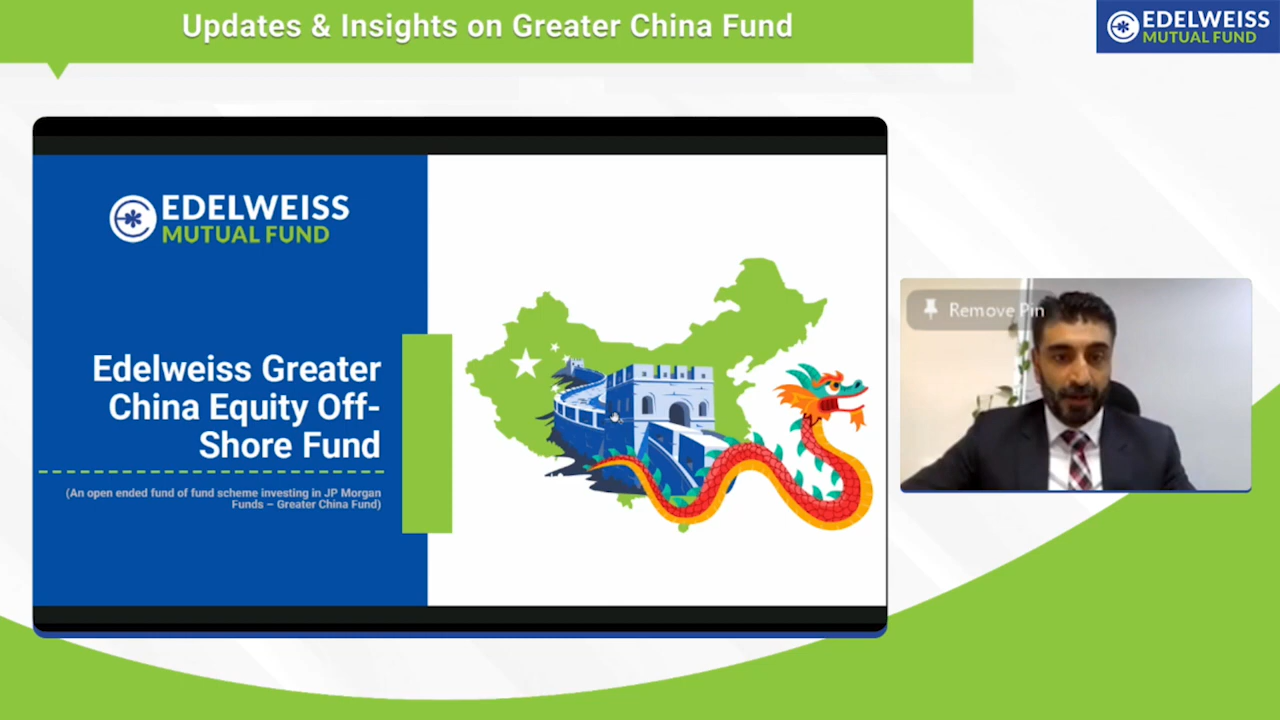 Updates & Insights on Greater China Fund
EDELWEISS
MUTUAL FUND
EDELWEISS
MUTUAL FUND
Edelweiss Greater
China Equity Off-
Shore Fund
(An open ended fund of fund scheme investing in JP Morgan
Funds – Greater China Fund)
Remove Pin